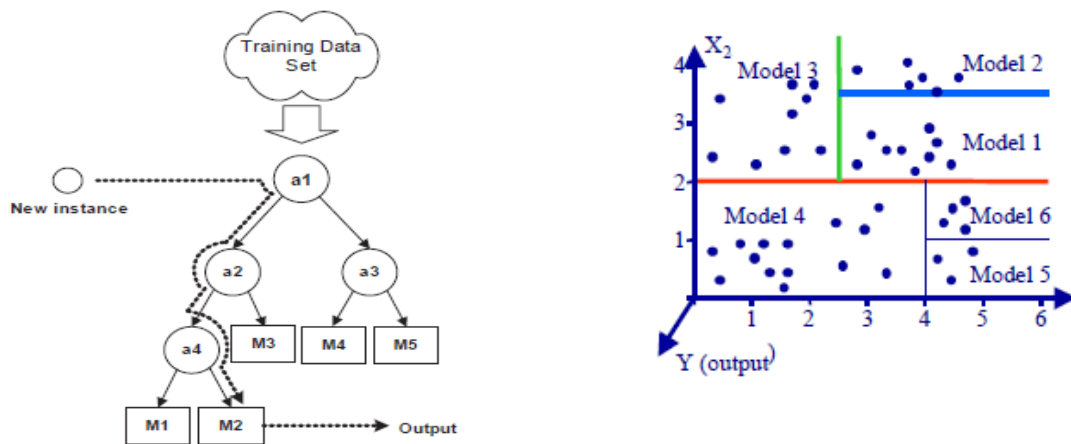 Training Data
Set
New instance
a1
a2
a3
a4
M3
M4
M5
M1
M2
Output
X2
4
3
2
1
Model 3
Model 2
Model 1
Model 4
Model 6
Model 5
1 2 3 4 5 6
Y (output)